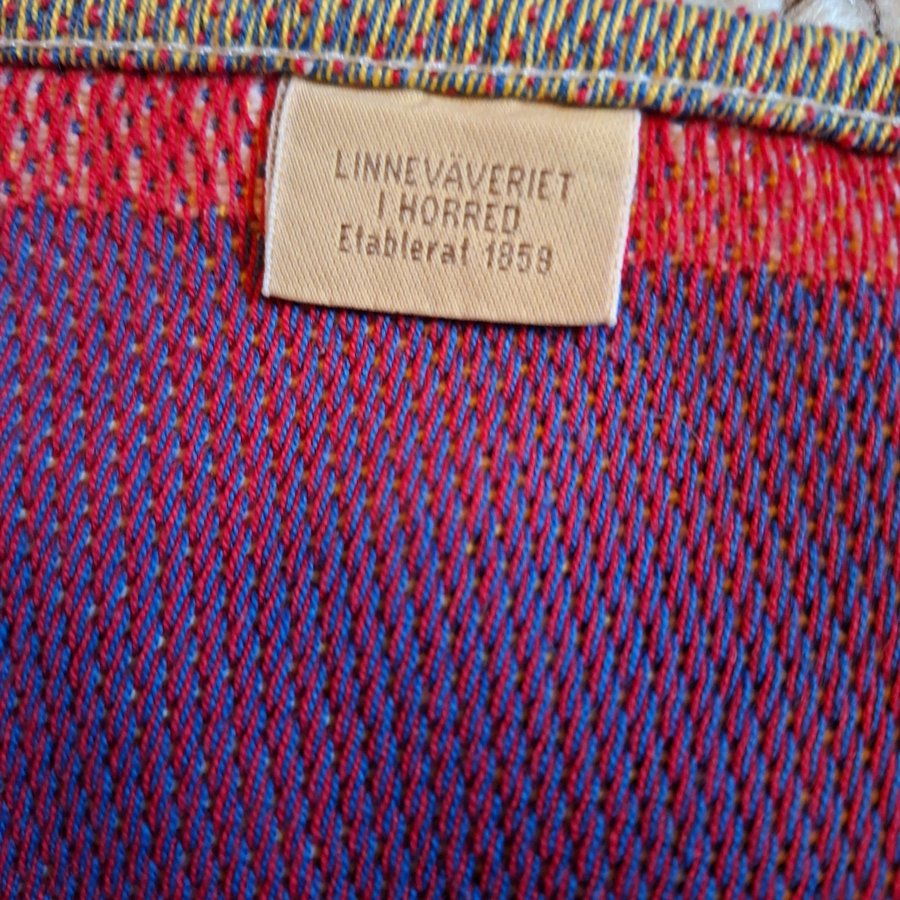 LINNEVÄVERIET
I HORRED
Etablerat 1858